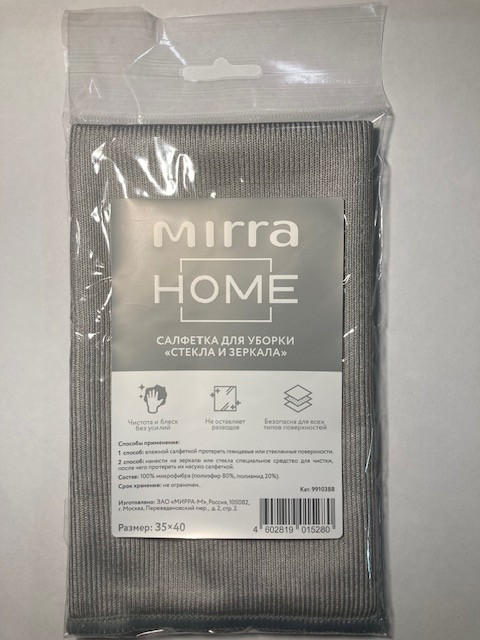 mirra
HOME
САЛФЕТКА ДЛЯ УБОРКИ
«СТЕКЛА И ЗЕРКАЛА»
Чистота и блеск
без усилий
Не оставляет
разводов
Безопасна для всех
типов поверхностей
Способы применения:
1 способ: влажной салфеткой протереть глянцевые или стеклянные поверхности.
2 способ: нанести на зеркала или стекла специальное средство для чистки,
после чего протереть их насухо салфеткой.
Состав: 100% микрофибра (полиэфир 80%, полиамид 20%).
Срок хранения: не ограничен.
Кат. 9910388
Изготовлено: ЗАО «МИРРА-М», Россия, 105082,
г. Москва, Переведеновский пер., д. 2, стр. 2.
Размер: 35×40
4 602819 015280